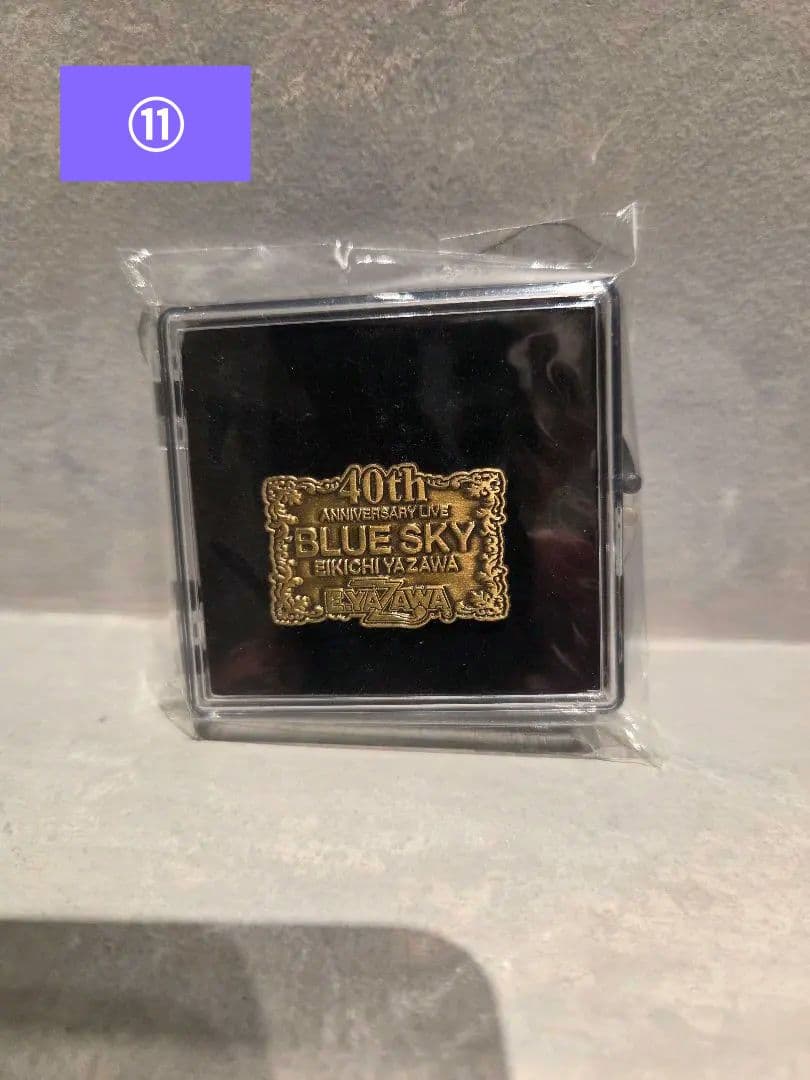 ⑪
40th
ANNIVERSARY LIVE
BLUE SKY
EIKICHI YAZAWA
E.YAZAWA